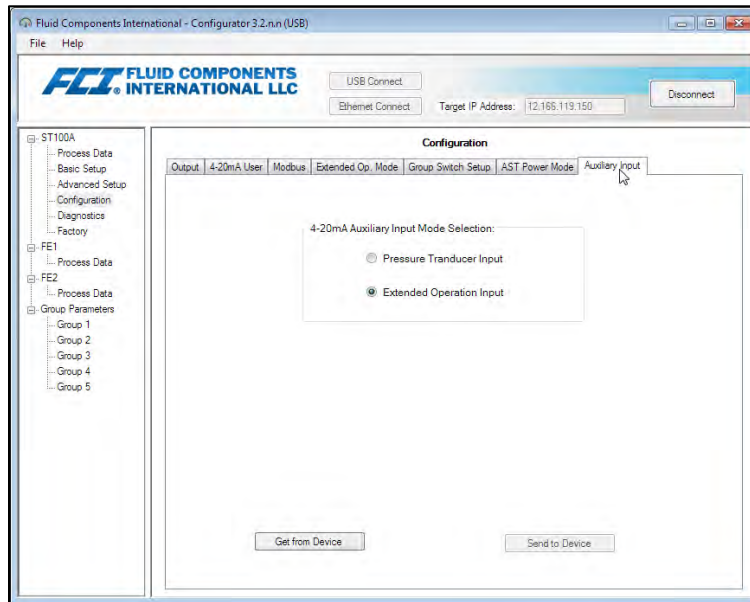 Fluid Components International - Configurator 3.2.n.n (USB)
File Help
FCI. FLUID COMPONENTS
INTERNATIONAL LLC
USB Connect
Ethernet Connect Target IP Address: 12.166.119.150
Disconnect
ST100A
Process Data
Basic Setup
Advanced Setup
Configuration
Diagnostics
Factory
FE1
Process Data
FE2
Process Data
Group Parameters
Group 1
Group 2
Group 3
Group 4
Group 5
Configuration
Output 4-20mA User Modbus Extended Op. Mode Group Switch Setup AST Power Mode Auxiliary Input
4-20mA Auxiliary Input Mode Selection:
Pressure Tranducer Input
Extended Operation Input
Get from Device Send to Device